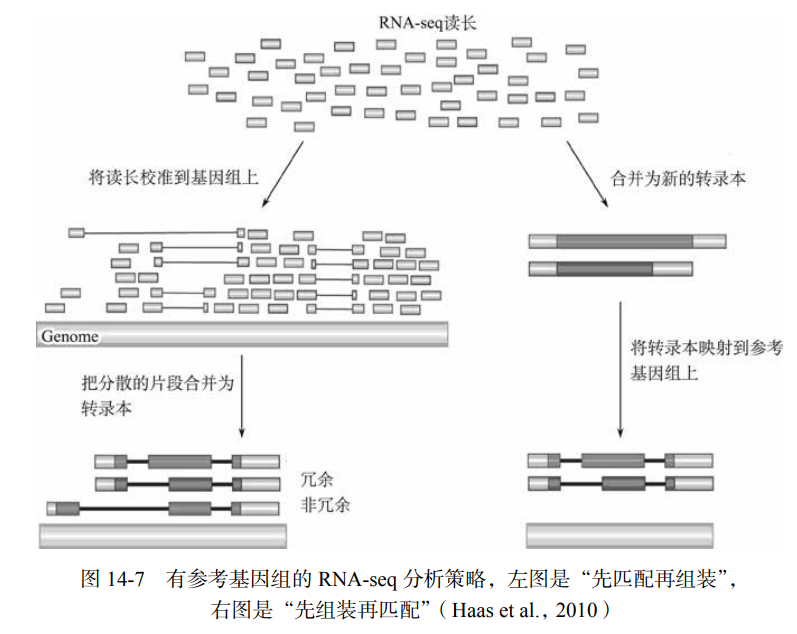 RNA-seq读长
将读长校准到基因组上
合并为新的转录本
Genome
将转录本映射到参考
基因组上
把分散的片段合并为
转录本
冗余
非冗余
图 14-7 有参考基因组的 RNA-seq 分析策略，左图是“先匹配再组装”，
右图是“先组装再匹配”（Haas et al.，2010）